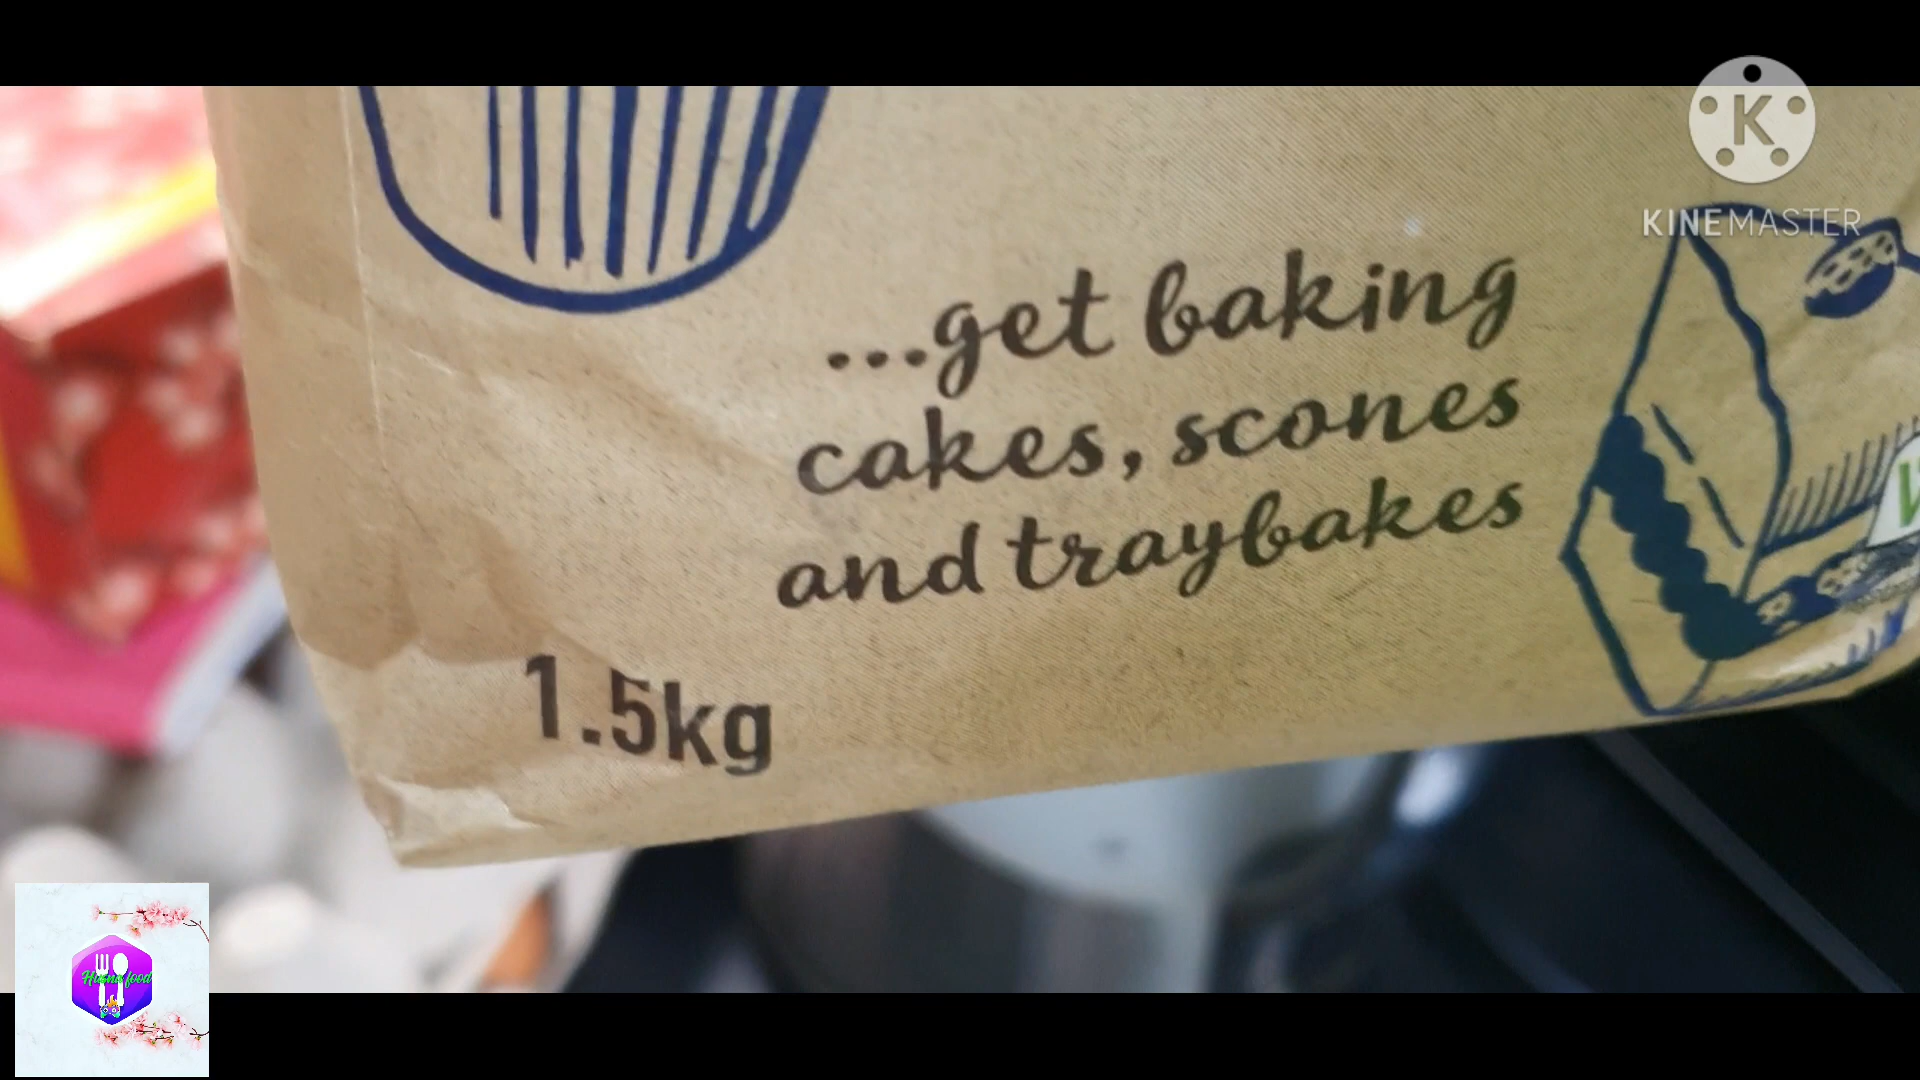 K
KINEMASTER
...get baking
cakes, scones
and traybakes
V
1.5kg